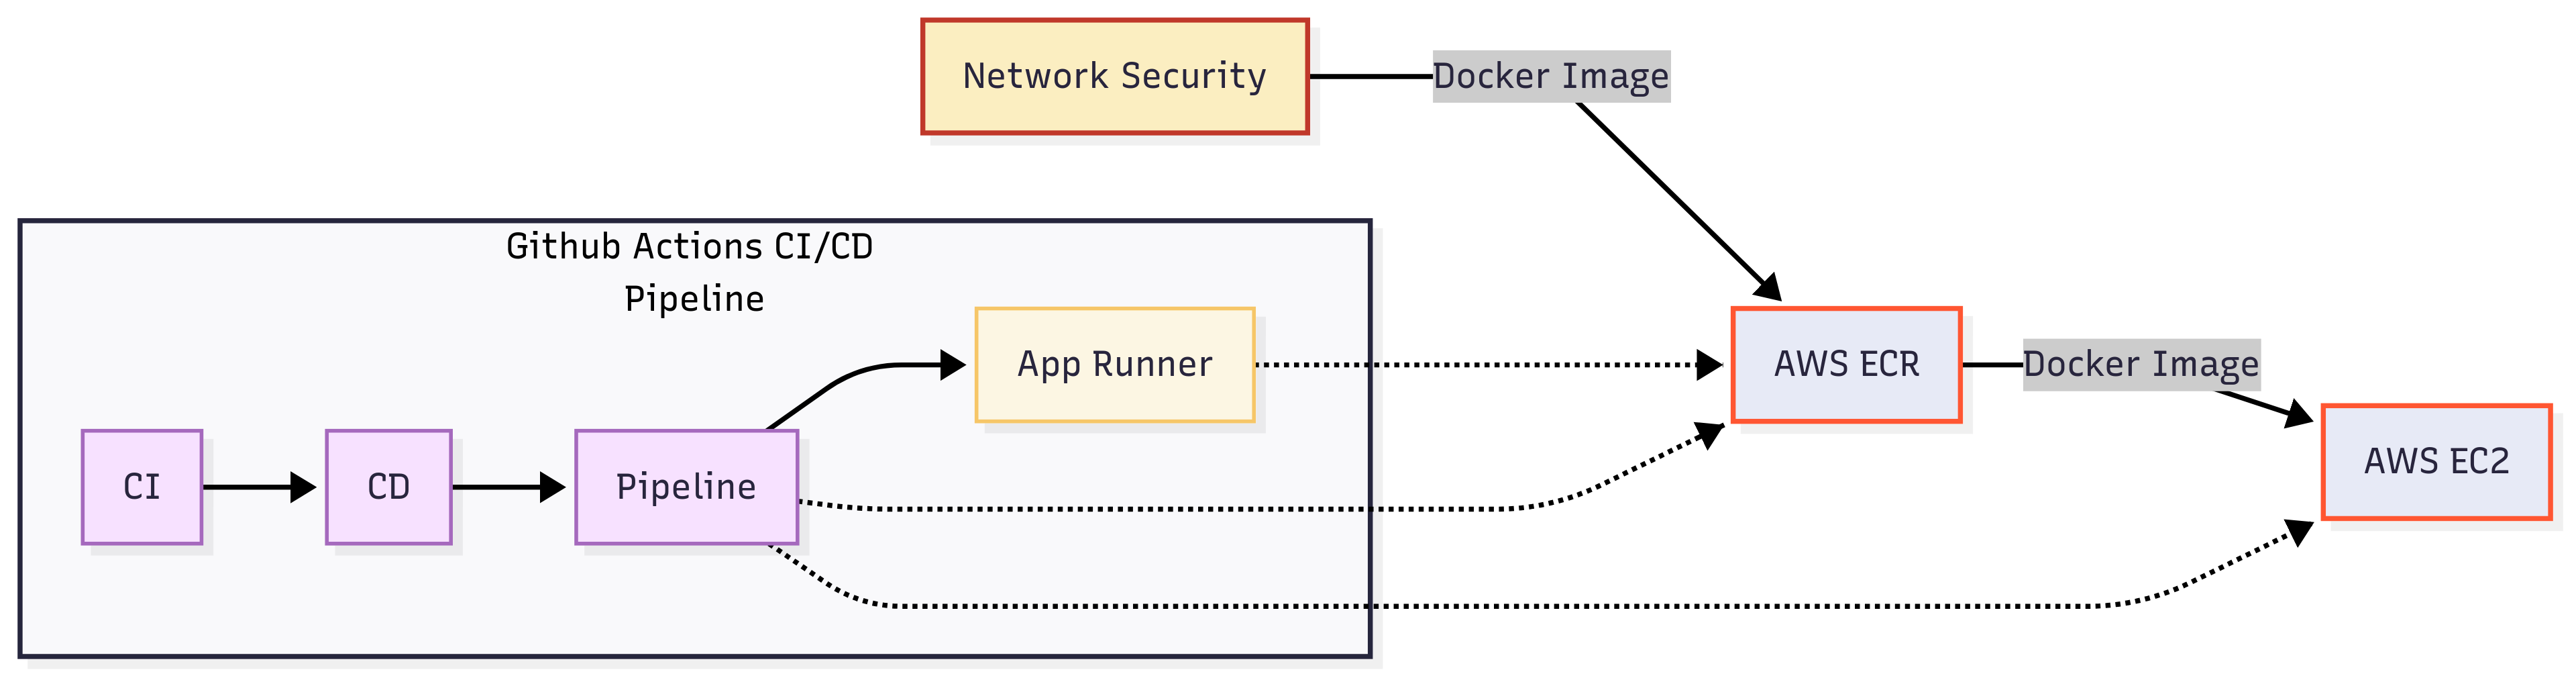 Network Security
Docker Image
Github Actions CI/CD
Pipeline
App Runner
AWS ECR
Docker Image
CI
CD
Pipeline
AWS EC2